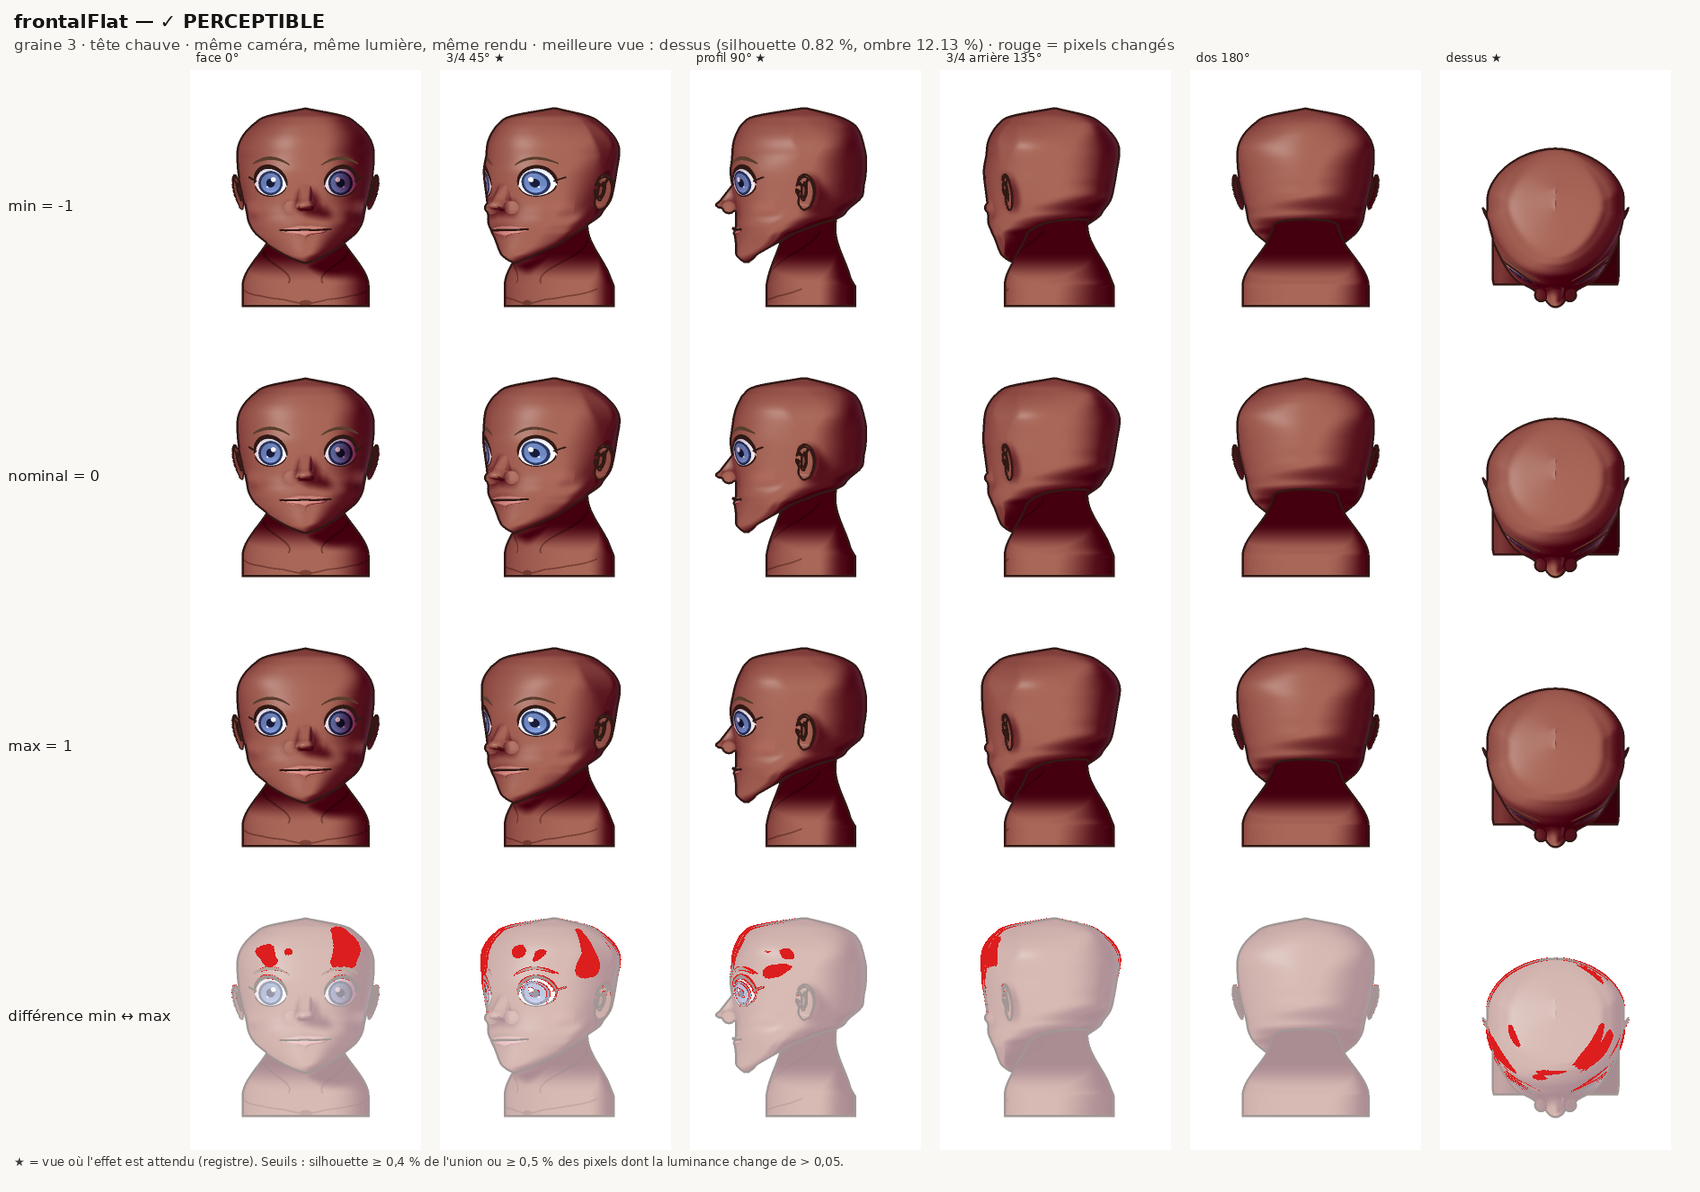 frontalFlat — ✓ PERCEPTIBLE
graine 3 · tête chauve · même caméra, même lumière, même rendu · meilleure vue : dessus (silhouette 0.82 %, ombre 12.13 %) · rouge = pixels changés
face 0° 3/4 45° ★ profil 90° ★ 3/4 arrière 135° dos 180° dessus ★
min = -1
nominal = 0
max = 1
différence min ↔ max
★ = vue où l'effet est attendu (registre). Seuils : silhouette ≥ 0,4 % de l'union ou ≥ 0,5 % des pixels dont la luminance change de > 0,05.